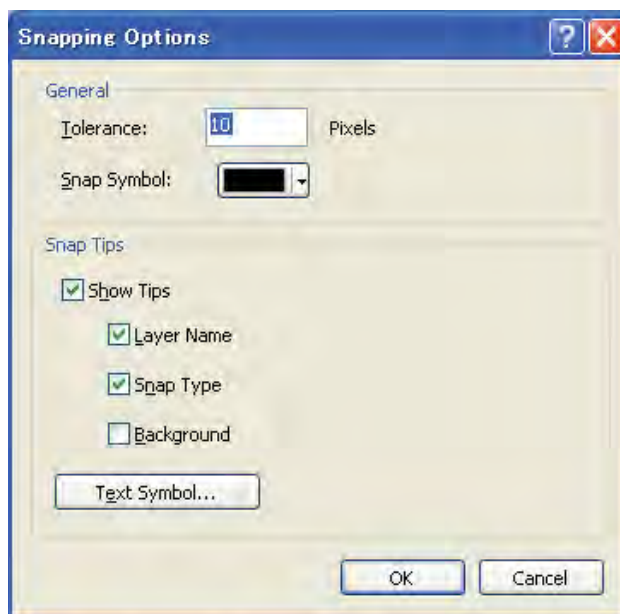 Snapping Options ?
General
Tolerance: 10 Pixels
Snap Symbol:
Snap Tips
Show Tips
Layer Name
Snap Type
Background
Text Symbol...
OK Cancel